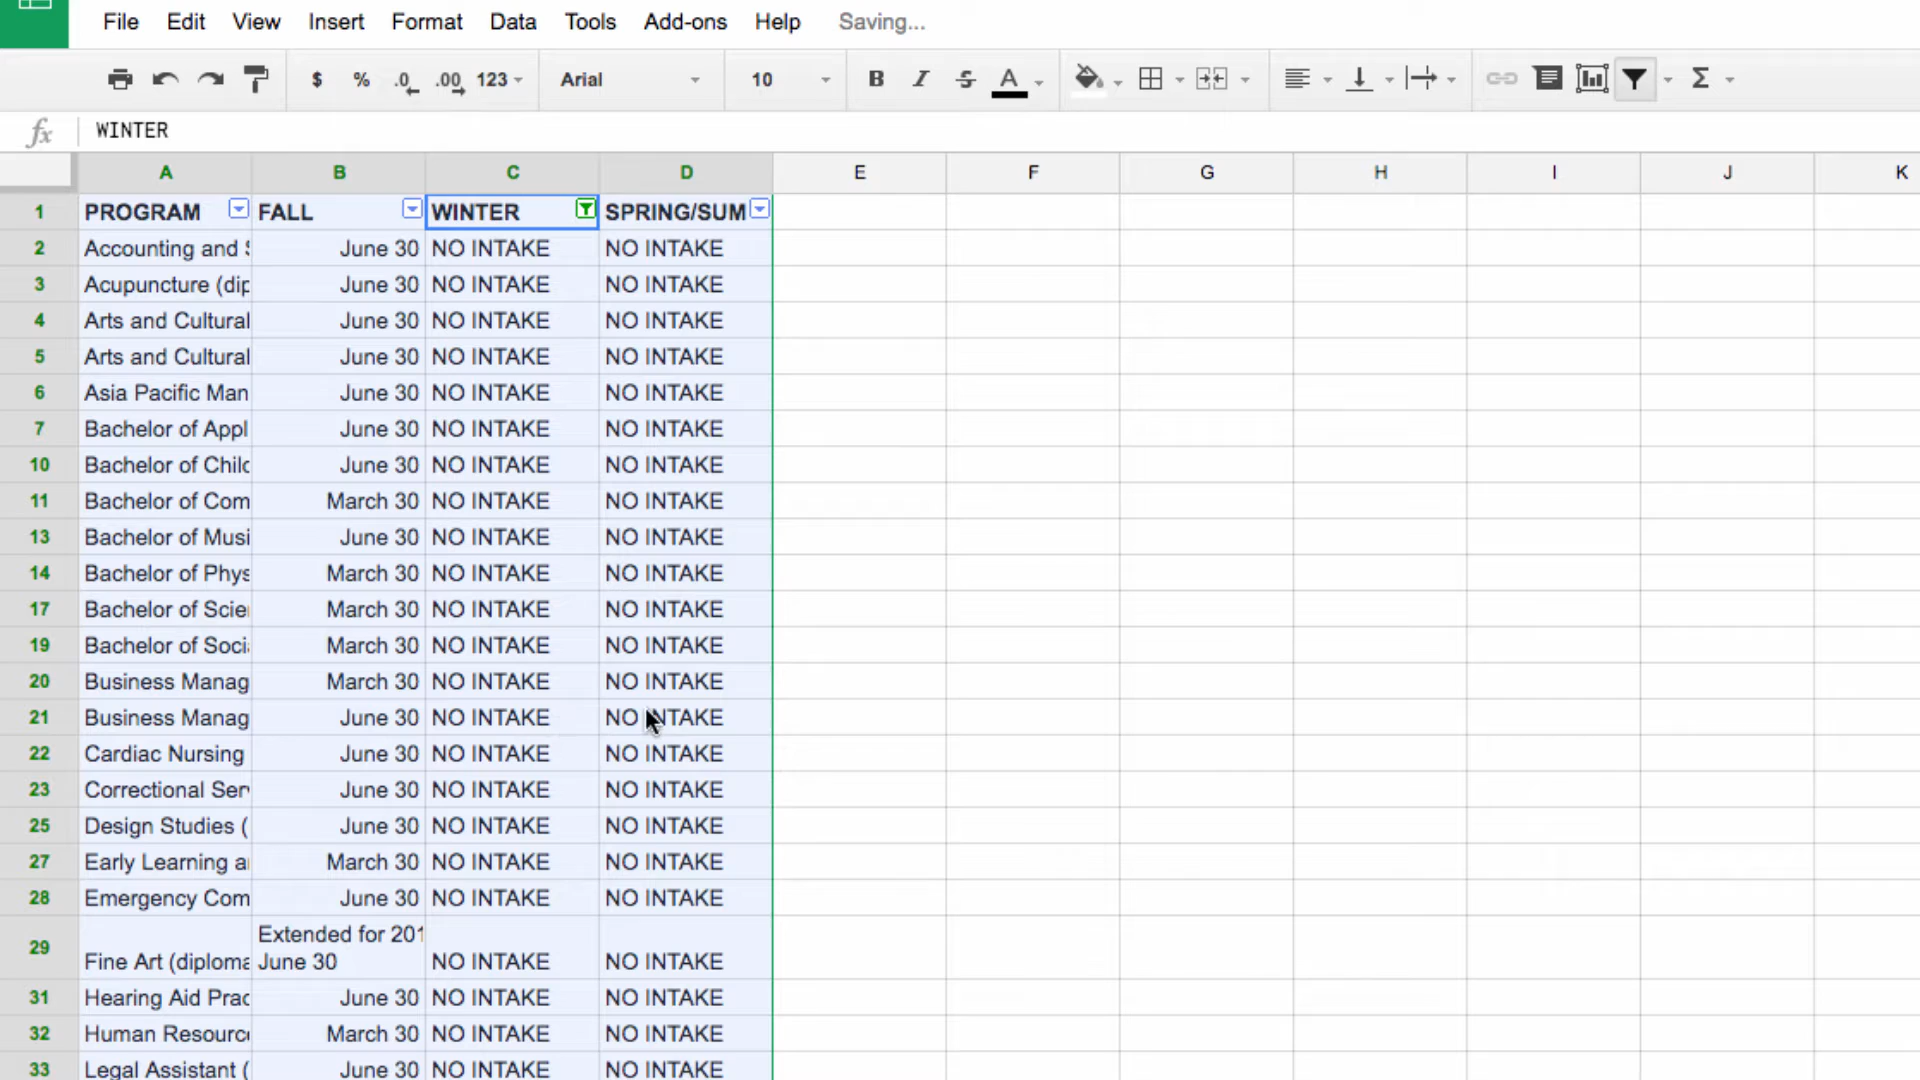 File Edit View Insert Format Data Tools Add-ons Help Saving...
$ % .0 .00 123 Arial 10 B I S A Σ
fx WINTER
A B C D E F G H I J K
1 PROGRAM FALL WINTER SPRING/SUM
2 Accounting and June 30 NO INTAKE NO INTAKE
3 Acupuncture (dip June 30 NO INTAKE NO INTAKE
4 Arts and Cultural June 30 NO INTAKE NO INTAKE
5 Arts and Cultural June 30 NO INTAKE NO INTAKE
6 Asia Pacific Man June 30 NO INTAKE NO INTAKE
7 Bachelor of Appl June 30 NO INTAKE NO INTAKE
10 Bachelor of Chil June 30 NO INTAKE NO INTAKE
11 Bachelor of Com March 30 NO INTAKE NO INTAKE
13 Bachelor of Musi June 30 NO INTAKE NO INTAKE
14 Bachelor of Phys March 30 NO INTAKE NO INTAKE
17 Bachelor of Scie March 30 NO INTAKE NO INTAKE
19 Bachelor of Soci March 30 NO INTAKE NO INTAKE
20 Business Manag March 30 NO INTAKE NO INTAKE
21 Business Manag June 30 NO INTAKE NO INTAKE
22 Cardiac Nursing June 30 NO INTAKE NO INTAKE
23 Correctional Ser June 30 NO INTAKE NO INTAKE
25 Design Studies ( June 30 NO INTAKE NO INTAKE
27 Early Learning a March 30 NO INTAKE NO INTAKE
28 Emergency Com June 30 NO INTAKE NO INTAKE
Extended for 201
29 Fine Art (diploma June 30 NO INTAKE NO INTAKE
31 Hearing Aid Prac June 30 NO INTAKE NO INTAKE
32 Human Resourc March 30 NO INTAKE NO INTAKE
33 Legal Assistant ( June 30 NO INTAKE NO INTAKE